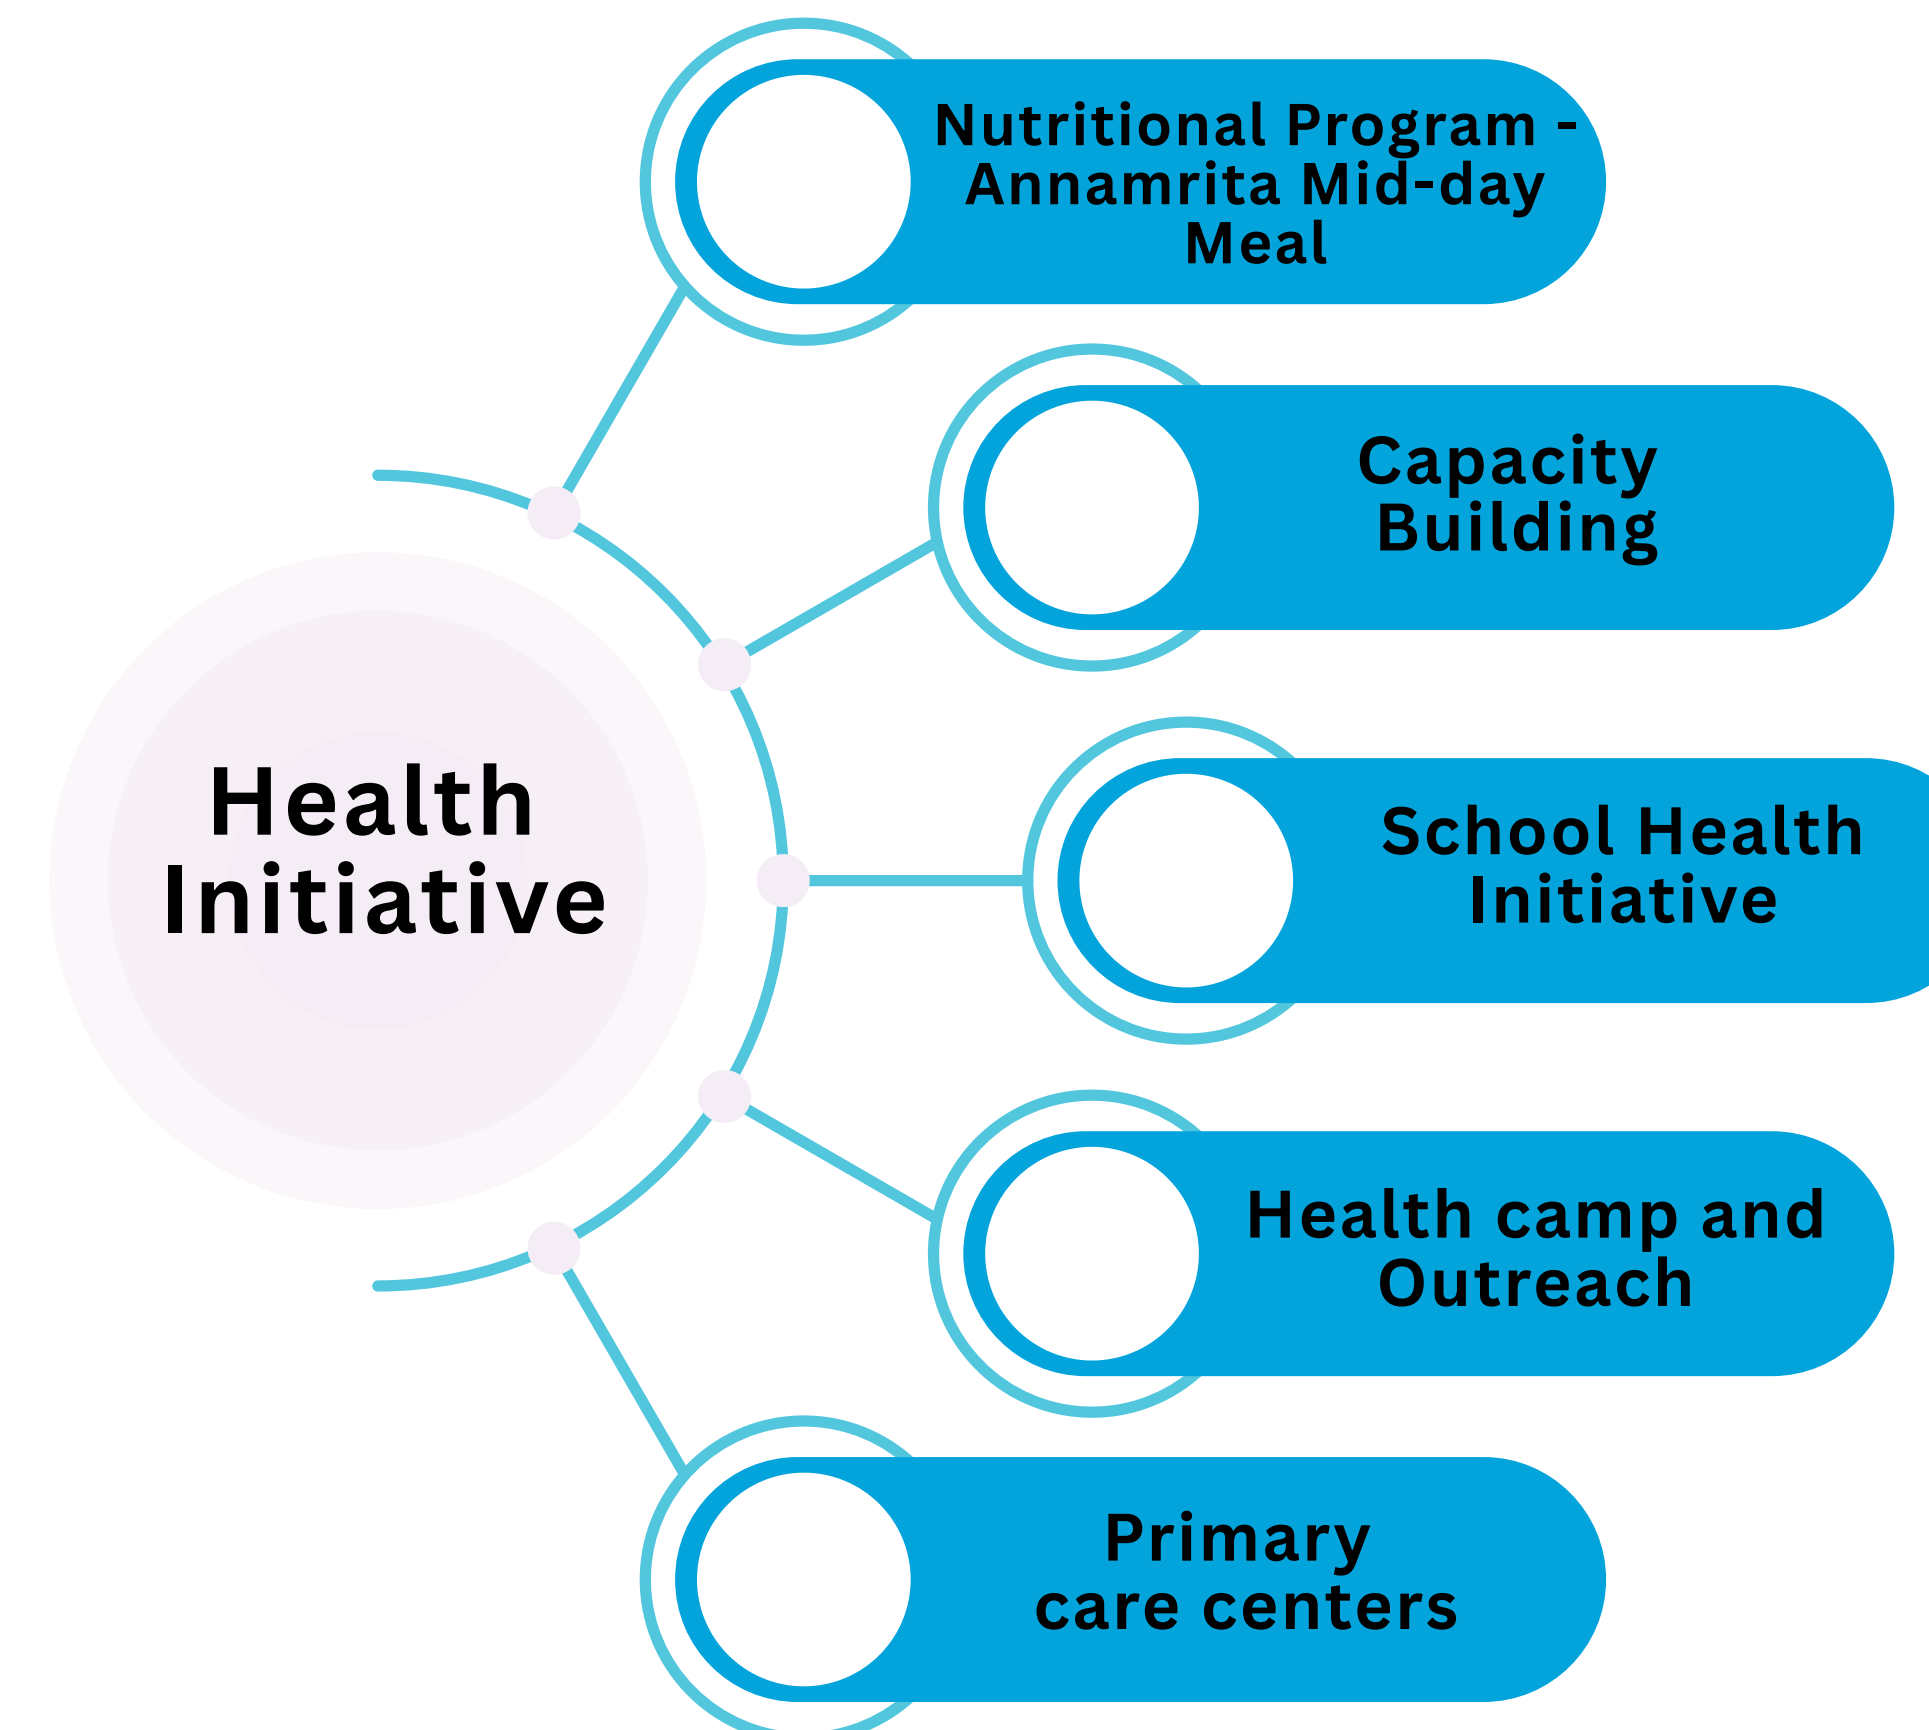 Nutritional Program -
Annamrita Mid-day
Meal
Capacity
Building
Health
Initiative
School Health
Initiative
Health camp and
Outreach
Primary
care centers